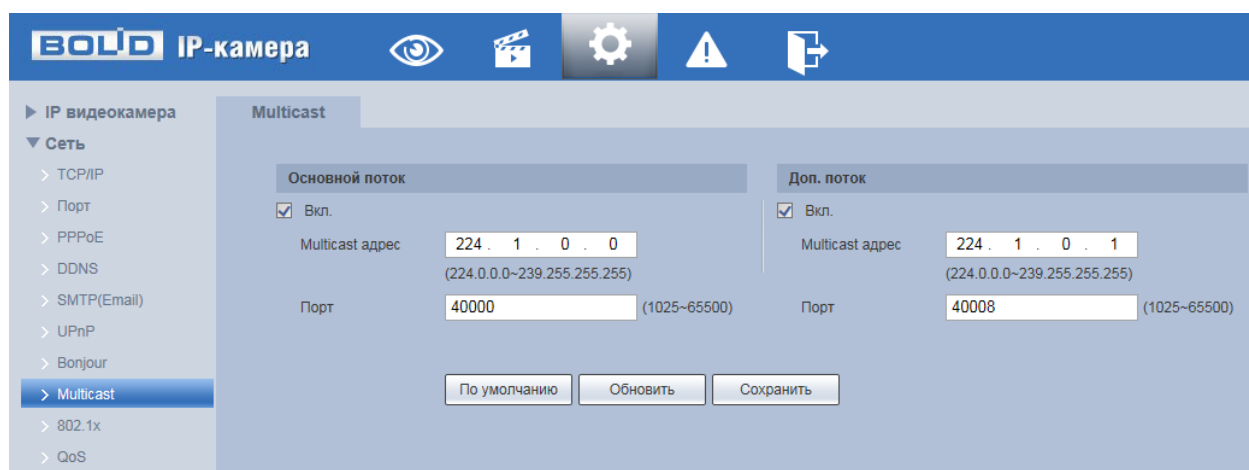 BOLID IP-камера
IP видеокамера
Сеть
TCP/IP
Порт
PPPoE
DDNS
SMTP(Email)
UPnP
Bonjour
Multicast
802.1x
QoS
Multicast
Основной поток
Вкл.
Multicast адрес 224 . 1 . 0 . 0
(224.0.0.0~239.255.255.255)
Порт 40000 (1025~65500)
Доп. поток
Вкл.
Multicast адрес 224 . 1 . 0 . 1
(224.0.0.0~239.255.255.255)
Порт 40008 (1025~65500)
По умолчанию Обновить Сохранить